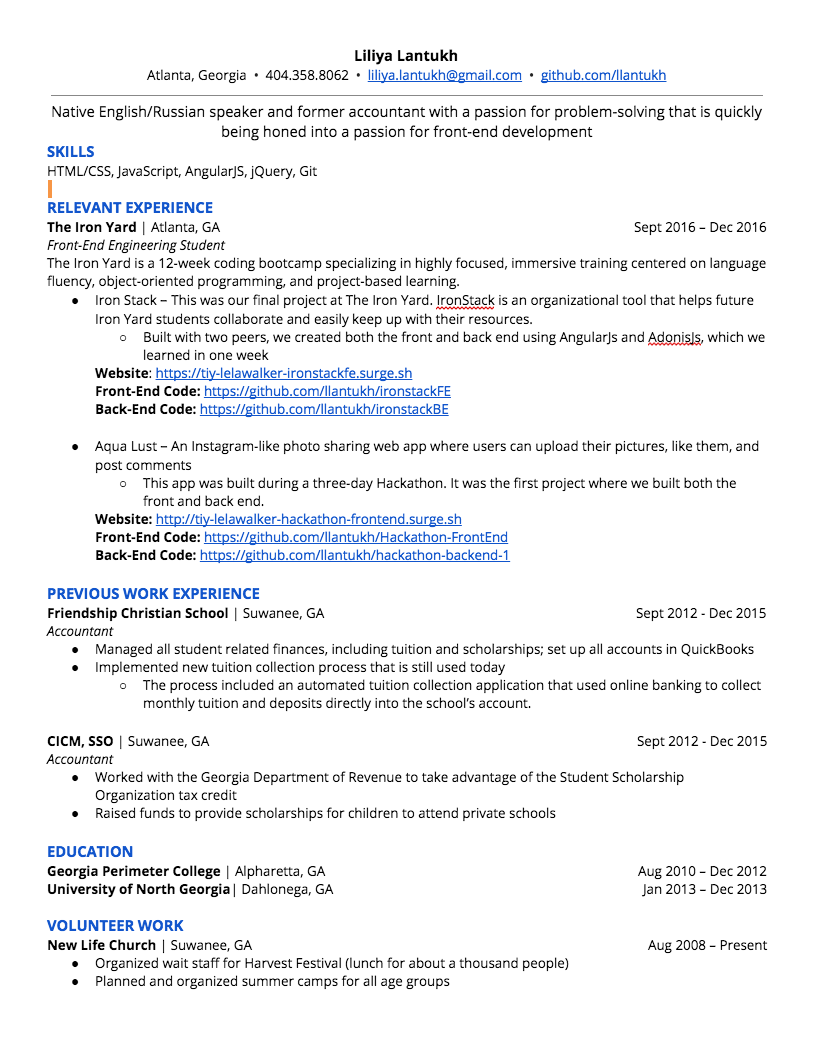 Liliya Lantukh
Atlanta, Georgia • 404.358.8062 • liliya.lantukh@gmail.com • github.com/llantukh
Native English/Russian speaker and former accountant with a passion for problem-solving that is quickly
being honed into a passion for front-end development
SKILLS
HTML/CSS, JavaScript, AngularJS, jQuery, Git
RELEVANT EXPERIENCE
The Iron Yard | Atlanta, GA Sept 2016 – Dec 2016
Front-End Engineering Student
The Iron Yard is a 12-week coding bootcamp specializing in highly focused, immersive training centered on language
fluency, object-oriented programming, and project-based learning.
● Iron Stack – This was our final project at The Iron Yard. IronStack is an organizational tool that helps future
Iron Yard students collaborate and easily keep up with their resources.
○ Built with two peers, we created both the front and back end using AngularJs and AdonisJs, which we
learned in one week
Website: https://tiy-lelawalker-ironstackfe.surge.sh
Front-End Code: https://github.com/llantukh/ironstackFE
Back-End Code: https://github.com/llantukh/ironstackBE
● Aqua Lust – An Instagram-like photo sharing web app where users can upload their pictures, like them, and
post comments
○ This app was built during a three-day Hackathon. It was the first project where we built both the
front and back end.
Website: http://tiy-lelawalker-hackathon-frontend.surge.sh
Front-End Code: https://github.com/llantukh/Hackathon-FrontEnd
Back-End Code: https://github.com/llantukh/hackathon-backend-1
PREVIOUS WORK EXPERIENCE
Friendship Christian School | Suwanee, GA Sept 2012 - Dec 2015
Accountant
● Managed all student related finances, including tuition and scholarships; set up all accounts in QuickBooks
● Implemented new tuition collection process that is still used today
○ The process included an automated tuition collection application that used online banking to collect
monthly tuition and deposits directly into the school's account.
CICM, SSO | Suwanee, GA Sept 2012 - Dec 2015
Accountant
● Worked with the Georgia Department of Revenue to take advantage of the Student Scholarship
Organization tax credit
● Raised funds to provide scholarships for children to attend private schools
EDUCATION
Georgia Perimeter College | Alpharetta, GA Aug 2010 – Dec 2012
University of North Georgia| Dahlonega, GA Jan 2013 – Dec 2013
VOLUNTEER WORK
New Life Church | Suwanee, GA Aug 2008 – Present
● Organized wait staff for Harvest Festival (lunch for about a thousand people)
● Planned and organized summer camps for all age groups